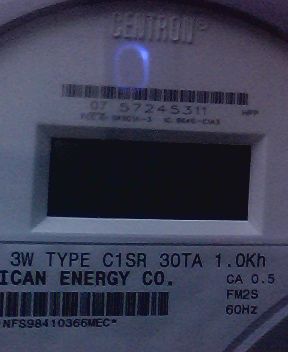 CENTRON®
07 57245311
3W TYPE C1SR 30TA 1.0Kh
ICAN ENERGY CO.
CA 0.5
FM2S
60Hz
NFS98410366MEC*